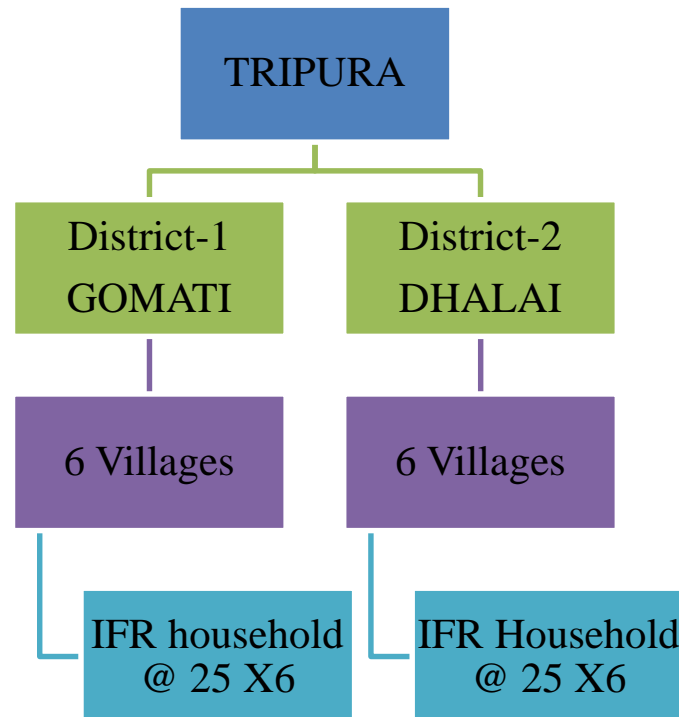 TRIPURA
District-1
GOMATI
District-2
DHALAI
6 Villages
6 Villages
IFR household
@ 25 X6
IFR Household
@ 25 X6